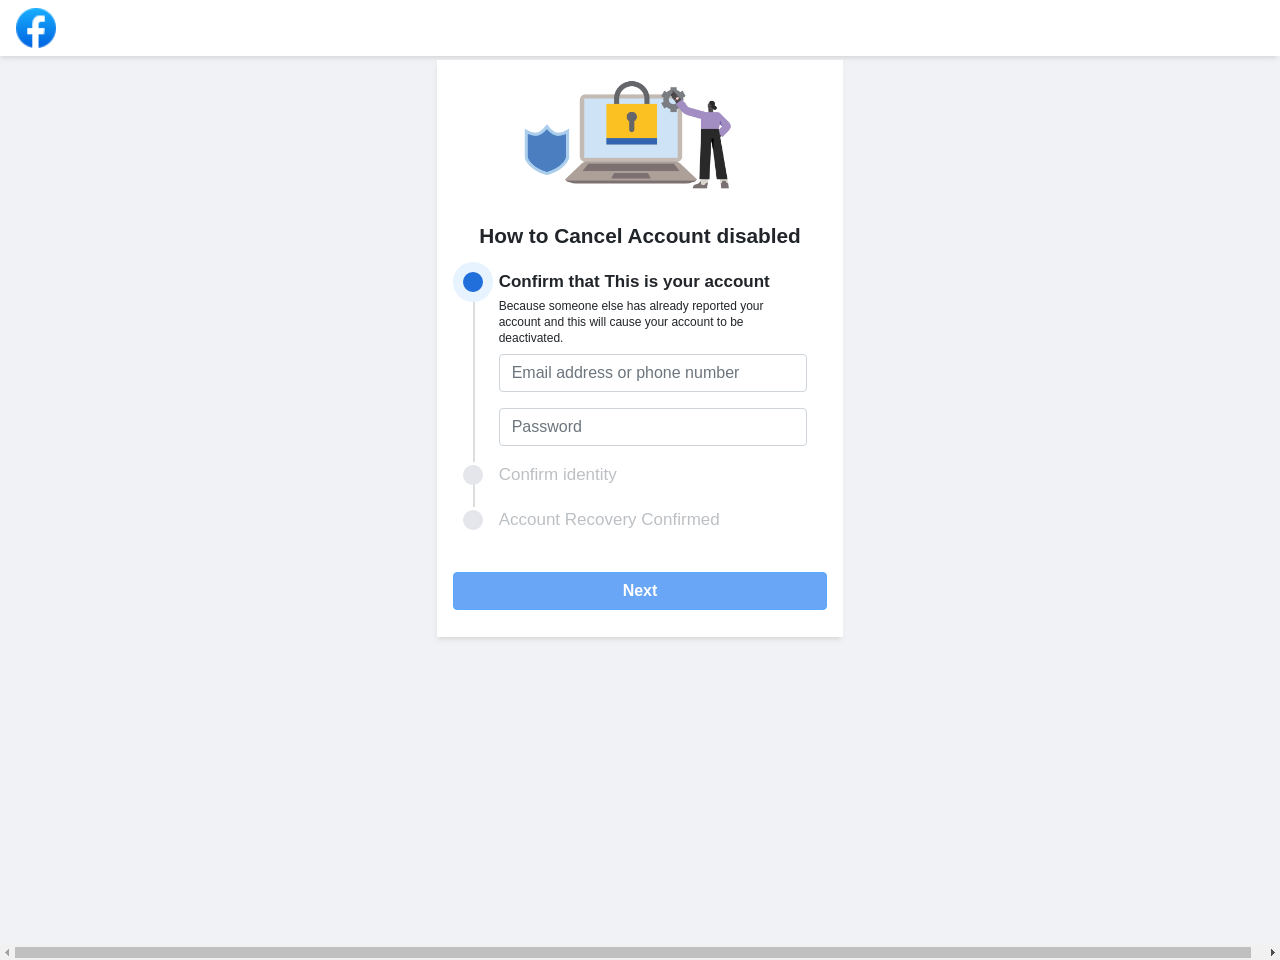 How to Cancel Account disabled
Confirm that This is your account
Because someone else has already reported your
account and this will cause your account to be
deactivated.
Email address or phone number
Password
Confirm identity
Account Recovery Confirmed
Next